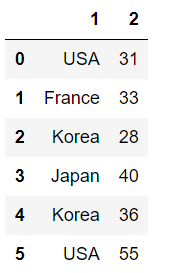 1 2
0 USA 31
1 France 33
2 Korea 28
3 Japan 40
4 Korea 36
5 USA 55